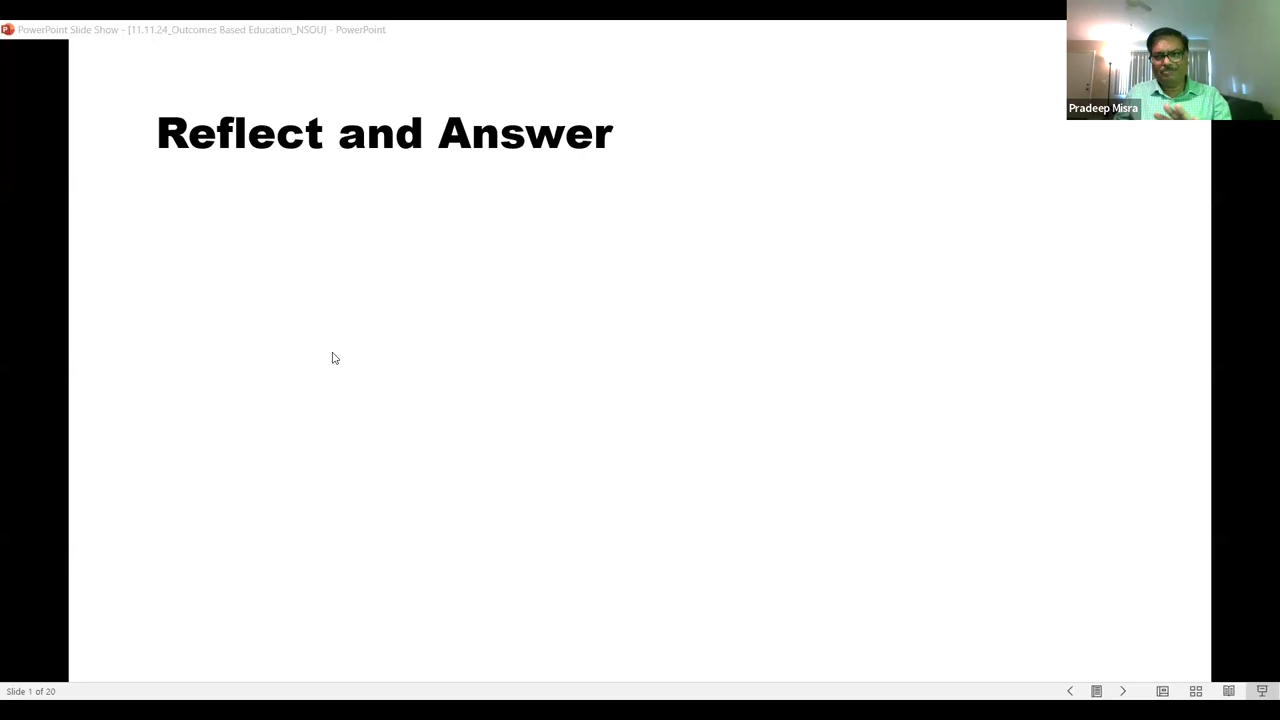 PowerPoint Slide Show - [11.11.24_Outcomes Based Education_NSOU] - PowerPoint
Pradeep Misra
Reflect and Answer
Slide 1 of 20